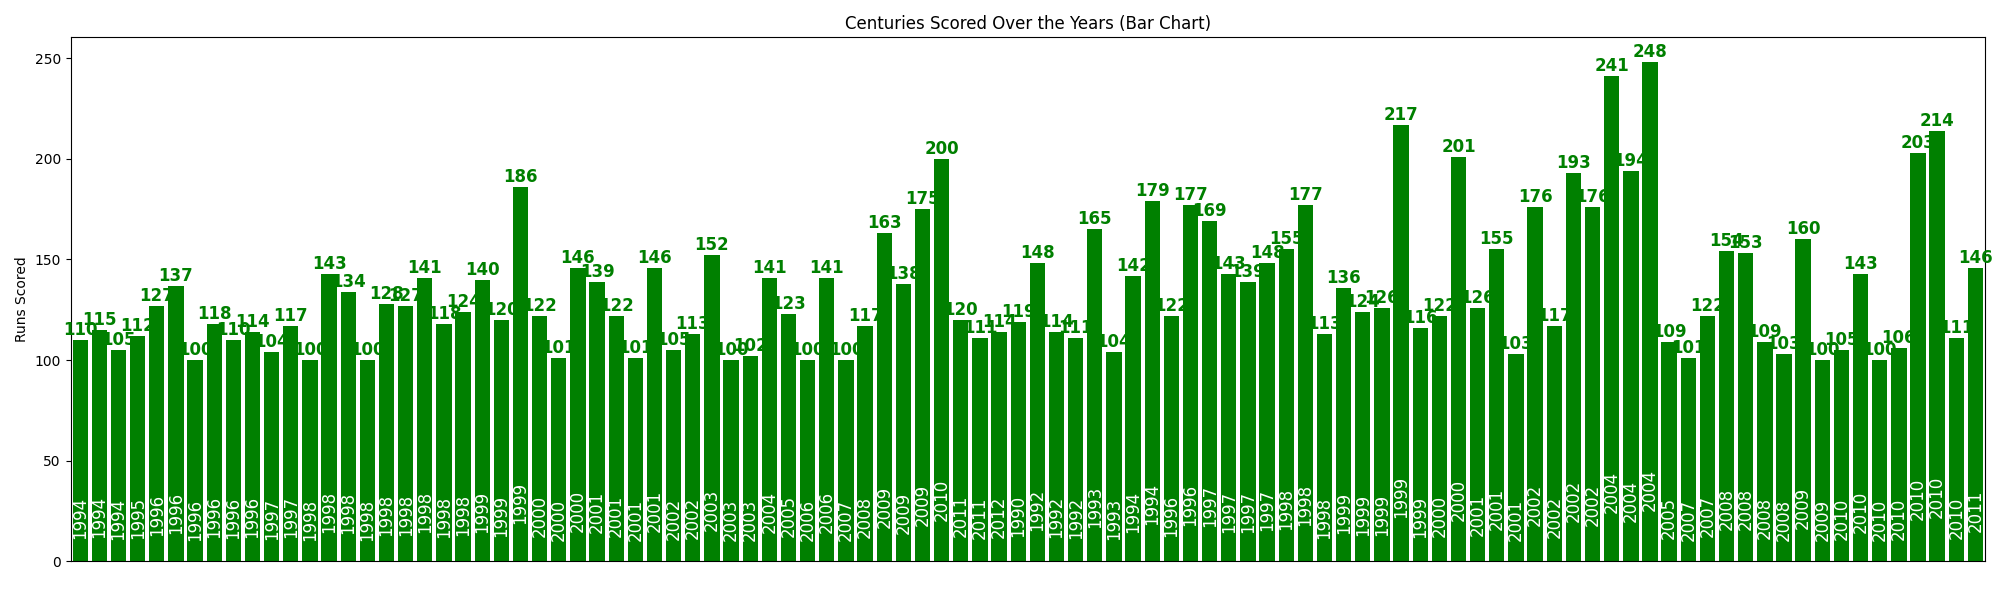 Centuries Scored Over the Years (Bar Chart)
Runs Scored
250
200
150
100
50
0
110 115 105 112 127 137 100 118 110 114 104 117 100 143 134 100 128 127 141 118 124 140 120 186 122 101 146 139 122 101 146 105 113 152 100 102 141 123 100 141 100 117 163 138 175 200 120 111 114 119 148 114 111 165 104 142 179 122 177 169 143 139 148 155 177 113 136 124 126 217 116 122 201 126 155 103 176 117 193 176 241 194 248 109 101 122 154 153 109 103 160 100 105 143 100 106 203 214 111 146
1994 1994 1994 1995 1996 1996 1996 1996 1996 1996 1997 1997 1998 1998 1998 1998 1998 1998 1998 1998 1998 1999 1999 1999 2000 2000 2000 2001 2001 2001 2001 2002 2002 2003 2003 2003 2004 2005 2006 2006 2007 2008 2009 2009 2009 2010 2011 2011 2012 1990 1992 1992 1992 1993 1993 1994 1994 1996 1996 1997 1997 1997 1997 1998 1998 1998 1999 1999 1999 1999 1999 2000 2000 2001 2001 2001 2002 2002 2002 2002 2004 2004 2004 2005 2007 2007 2008 2008 2008 2008 2009 2009 2010 2010 2010 2010 2010 2010 2010 2011